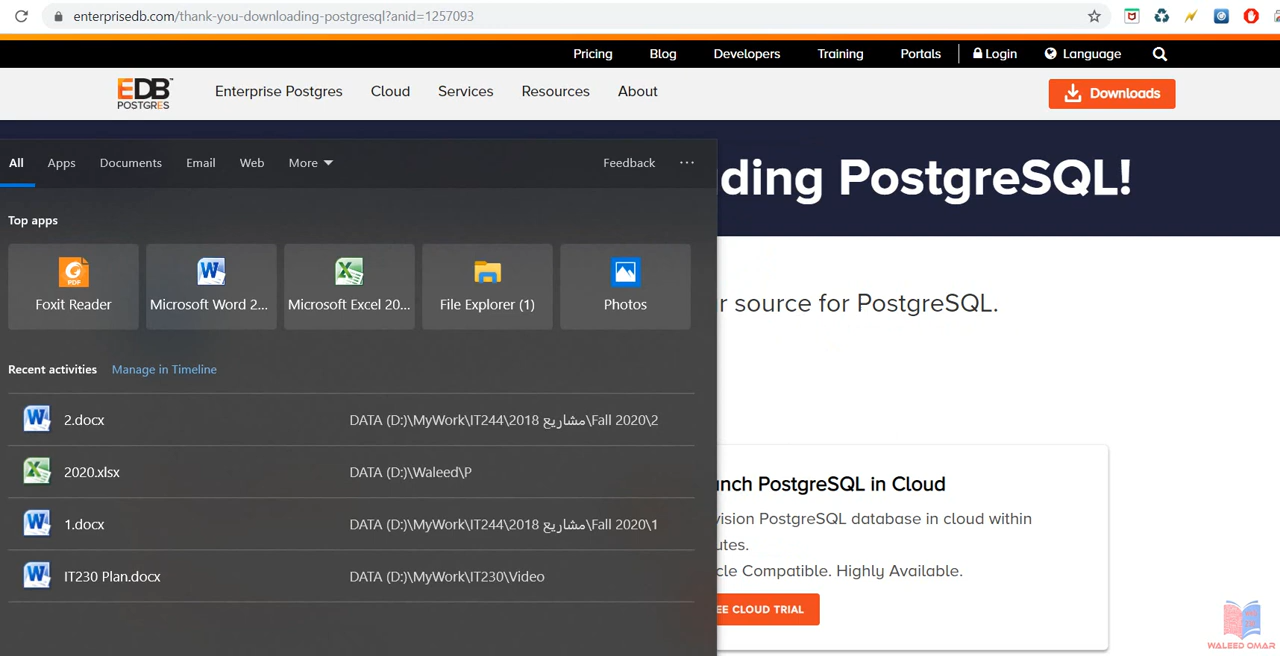 enterprisedb.com/thank-you-downloading-postgresql?anid=1257093
Pricing Blog Developers Training Portals Login Language
EDB
POSTGRES
Enterprise Postgres Cloud Services Resources About Downloads
All Apps Documents Email Web More Feedback ...
ding PostgreSQL!
Top apps
Foxit Reader Microsoft Word 2... Microsoft Excel 20... File Explorer (1) Photos
r source for PostgreSQL.
Recent activities Manage in Timeline
2.docx DATA (D:)\MyWork\IT244\2018 مشاريع\Fall 2020\2
2020.xlsx DATA (D:)\Waleed\P
1.docx DATA (D:)\MyWork\IT244\2018 مشاريع\Fall 2020\1
IT230 Plan.docx DATA (D:)\MyWork\IT230\Video
unch PostgreSQL in Cloud
vision PostgreSQL database in cloud within
utes.
cle Compatible. Highly Available.
EE CLOUD TRIAL
WALEED OMAR